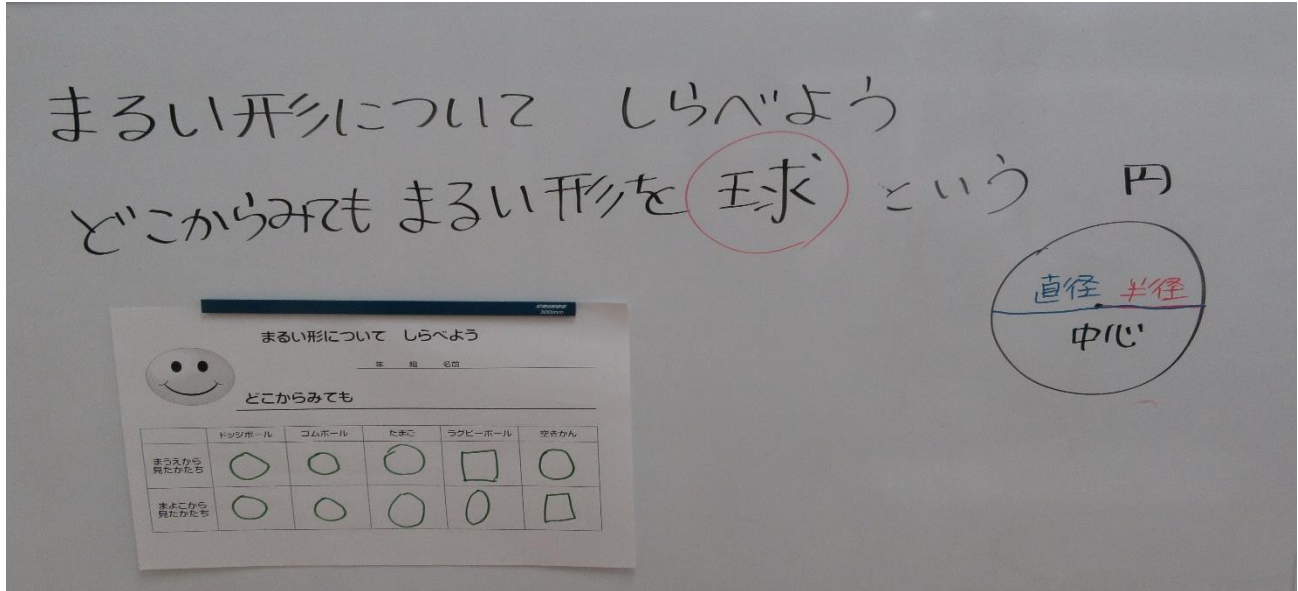 まるい形について しらべよう
どこからみても まるい形を 球 という
円
直径 半径
中心
300mm
まるい形について しらべよう
年 組 名前
どこからみても
ドッジボール ゴムボール たまご ラグビーボール 空きかん
まうえから
見たかたち
まよこから
見たかたち